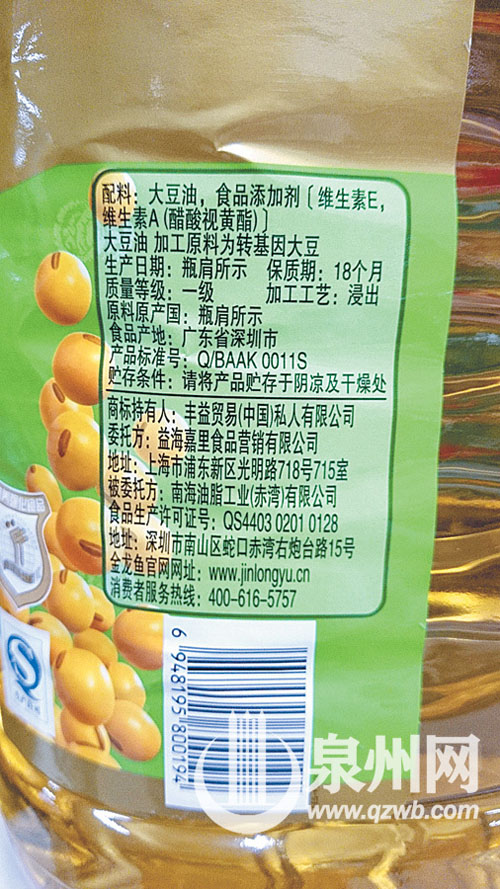 配料：大豆油，食品添加剂〔维生素E，
维生素A（醋酸视黄酯）〕
大豆油 加工原料为转基因大豆
生产日期：瓶肩所示 保质期：18个月
质量等级：一级 加工工艺：浸出
原料原产国：瓶肩所示
食品产地：广东省深圳市
产品标准号：Q/BAAK 0011S
贮存条件：请将产品贮存于阴凉及干燥处
商标持有人：丰益贸易(中国)私人有限公司
委托方：益海嘉里食品营销有限公司
地址：上海市浦东新区光明路718号715室
被委托方：南海油脂工业(赤湾)有限公司
食品生产许可证号：QS4403 0201 0128
地址：深圳市南山区蛇口赤湾右炮台路15号
金龙鱼官网网址：www.jinlongyu.cn
消费者服务热线：400-616-5757
6 948195 800194
泉州网
www.qzwb.com